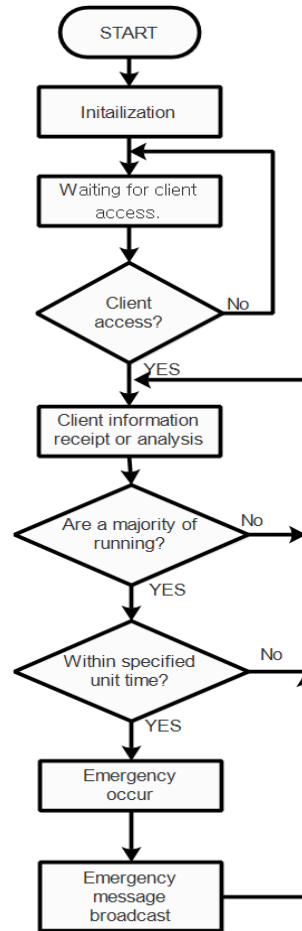 START
Initailization
Waiting for client
access.
Client
access?
No
YES
Client information
receipt or analysis
Are a majority of
running?
No
YES
Within specified
unit time?
No
YES
Emergency
occur
Emergency
message
broadcast